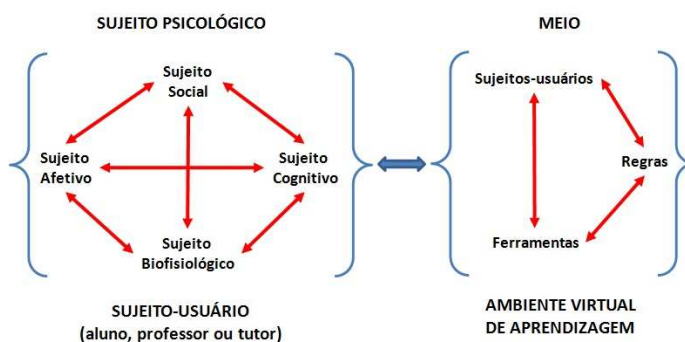 SUJEITO PSICOLÓGICO
Sujeito
Social
Sujeito
Afetivo
Sujeito
Cognitivo
Sujeito
Biofisiológico
SUJEITO-USUÁRIO
(aluno, professor ou tutor)
MEIO
Sujeitos-usuários
Regras
Ferramentas
AMBIENTE VIRTUAL
DE APRENDIZAGEM